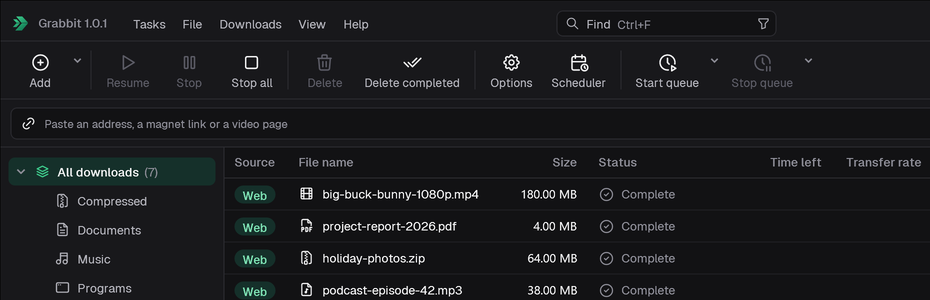 Grabbit 1.0.1 Tasks File Downloads View Help Find Ctrl+F
Add Resume Stop Stop all Delete Delete completed Options Scheduler Start queue Stop queue
Paste an address, a magnet link or a video page
All downloads (7)
Compressed
Documents
Music
Programs
Source File name Size Status Time left Transfer rate
Web big-buck-bunny-1080p.mp4 180.00 MB Complete
Web project-report-2026.pdf 4.00 MB Complete
Web holiday-photos.zip 64.00 MB Complete
Web podcast-episode-42.mp3 38.00 MB Complete